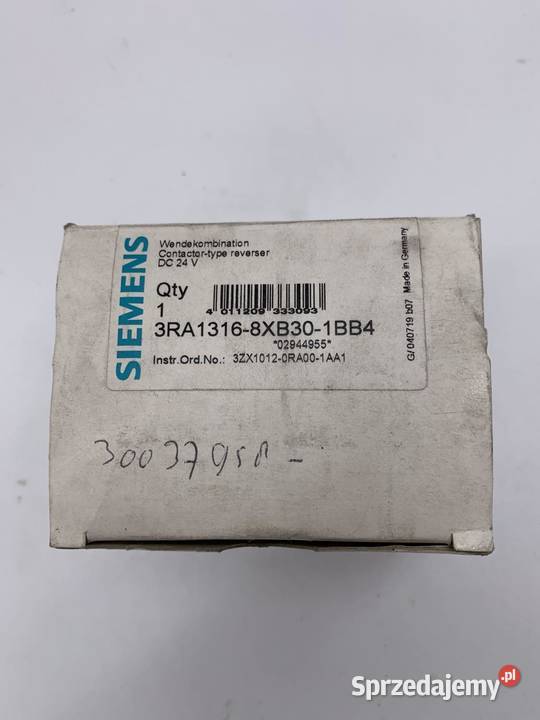 SIEMENS
Wendekombination
Contactor-type reverser
DC 24 V
Qty
1
4 011209 333093
3RA1316-8XB30-1BB4
*02944955*
Instr.Ord.No.: 3ZX1012-0RA00-1AA1
G/ 040719 b07 Made in Germany
Sprzedajemy.pl